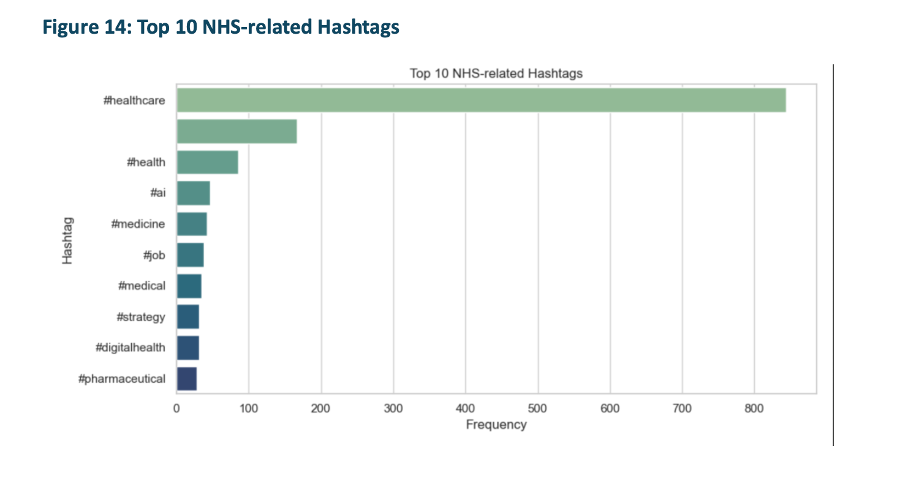 Figure 14: Top 10 NHS-related Hashtags
Top 10 NHS-related Hashtags
#healthcare
#health
#ai
#medicine
#job
#medical
#strategy
#digitalhealth
#pharmaceutical
Hashtag
0 100 200 300 400 500 600 700 800
Frequency